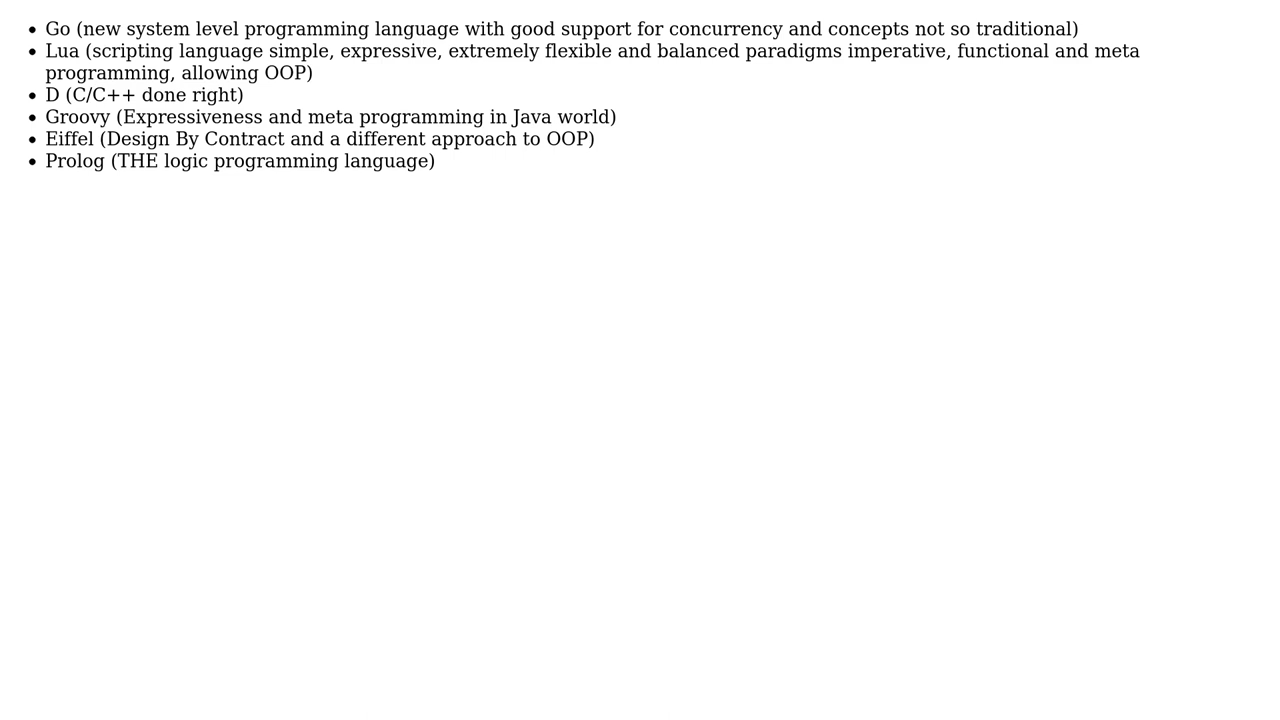 Go (new system level programming language with good support for concurrency and concepts not so traditional)
Lua (scripting language simple, expressive, extremely flexible and balanced paradigms imperative, functional and meta
programming, allowing OOP)
D (C/C++ done right)
Groovy (Expressiveness and meta programming in Java world)
Eiffel (Design By Contract and a different approach to OOP)
Prolog (THE logic programming language)